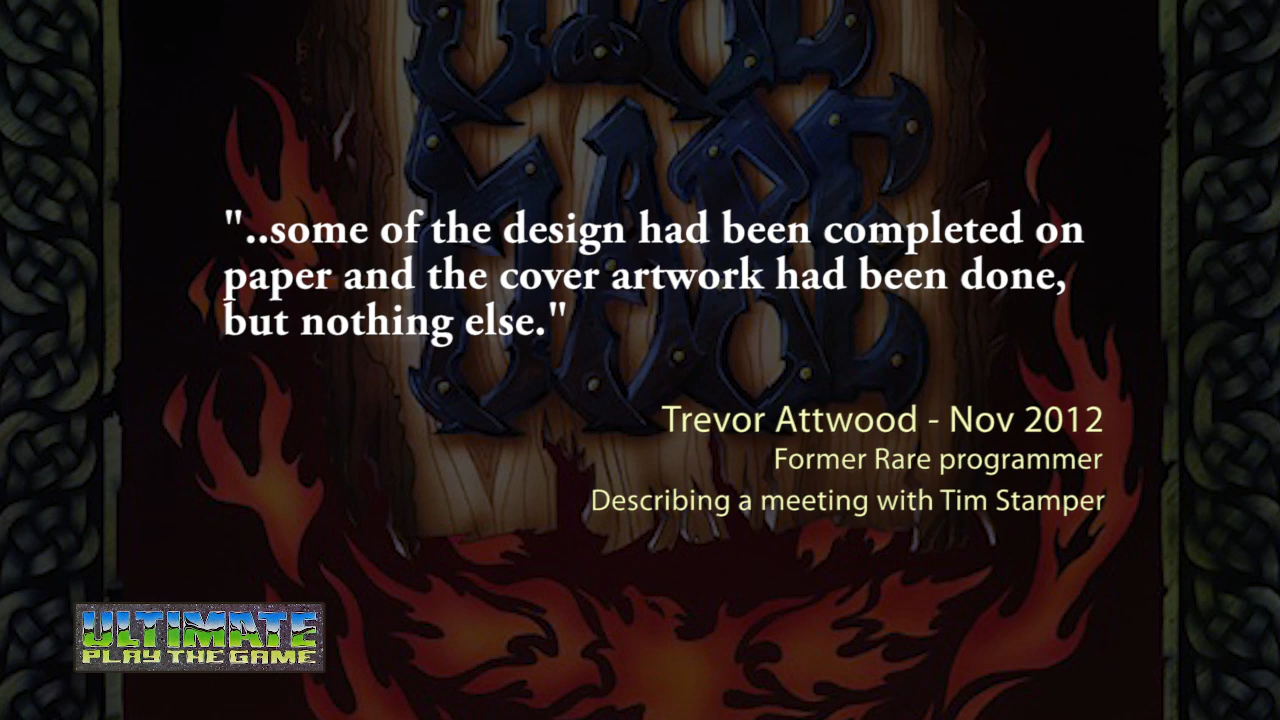 MARE
"..some of the design had been completed on
paper and the cover artwork had been done,
but nothing else."
Trevor Attwood - Nov 2012
Former Rare programmer
Describing a meeting with Tim Stamper
ULTIMATE
PLAY THE GAME